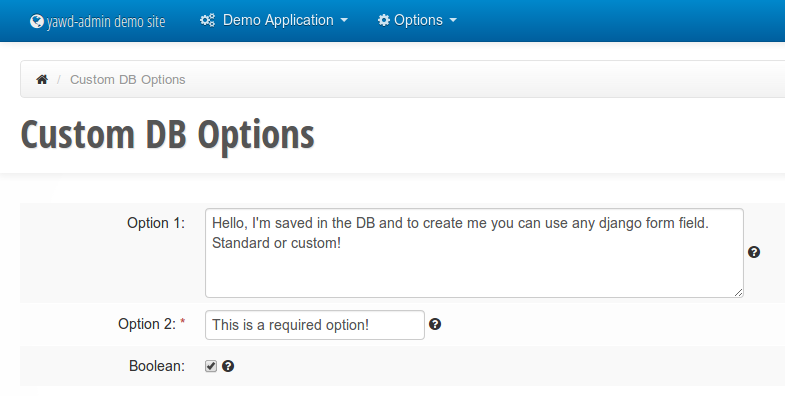 yawd-admin demo site Demo Application Options
/ Custom DB Options
Custom DB Options
Option 1: Hello, I'm saved in the DB and to create me you can use any django form field.
Standard or custom!
Option 2: * This is a required option!
Boolean: